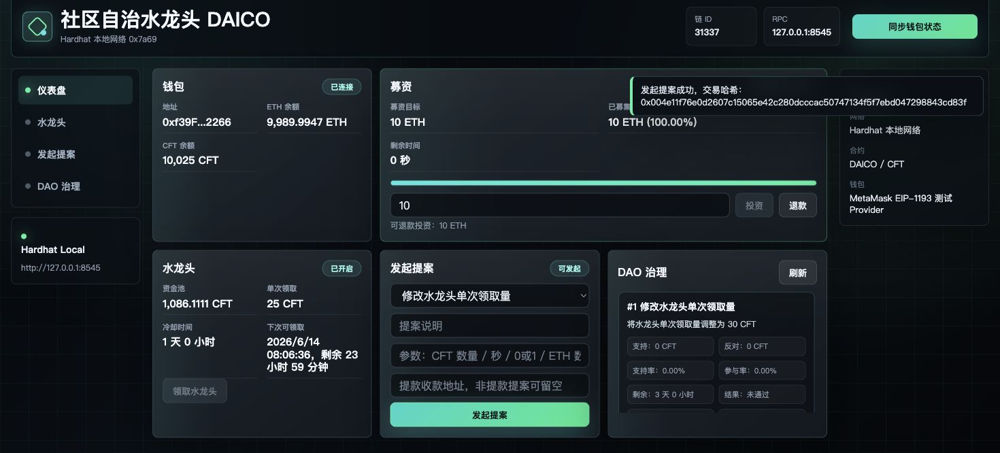 社区自治水龙头 DAICO
Hardhat 本地网络 0x7a69
链 ID
31337
RPC
127.0.0.1:8545
同步钱包状态
仪表盘
水龙头
发起提案
DAO 治理
Hardhat Local
http://127.0.0.1:8545
钱包
已连接
地址
0xf39F...2266
ETH 余额
9,989.9947 ETH
CFT 余额
10,025 CFT
募资
募资目标
10 ETH
已募集
10 ETH (100.00%)
剩余时间
0 秒
10
投资
退款
可退款投资：10 ETH
发起提案成功，交易哈希：
0x004e11f76e0d2607c15065e42c280dcccac50747134f5f7ebd047298843cd83f
网络
Hardhat 本地网络
合约
DAICO / CFT
钱包
MetaMask EIP-1193 测试
Provider
水龙头
已开启
资金池
1,086.1111 CFT
单次领取
25 CFT
冷却时间
1 天 0 小时
下次可领取
2026/6/14
08:06:36，剩余 23
小时 59 分钟
领取水龙头
发起提案
可发起
修改水龙头单次领取量
提案说明
参数：CFT 数量 / 秒 / 0或1 / ETH 数
提款收款地址，非提款提案可留空
发起提案
DAO 治理
刷新
#1 修改水龙头单次领取量
将水龙头单次领取量调整为 30 CFT
支持：0 CFT
反对：0 CFT
支持率：0.00%
参与率：0.00%
剩余：3 天 0 小时
结果：未通过